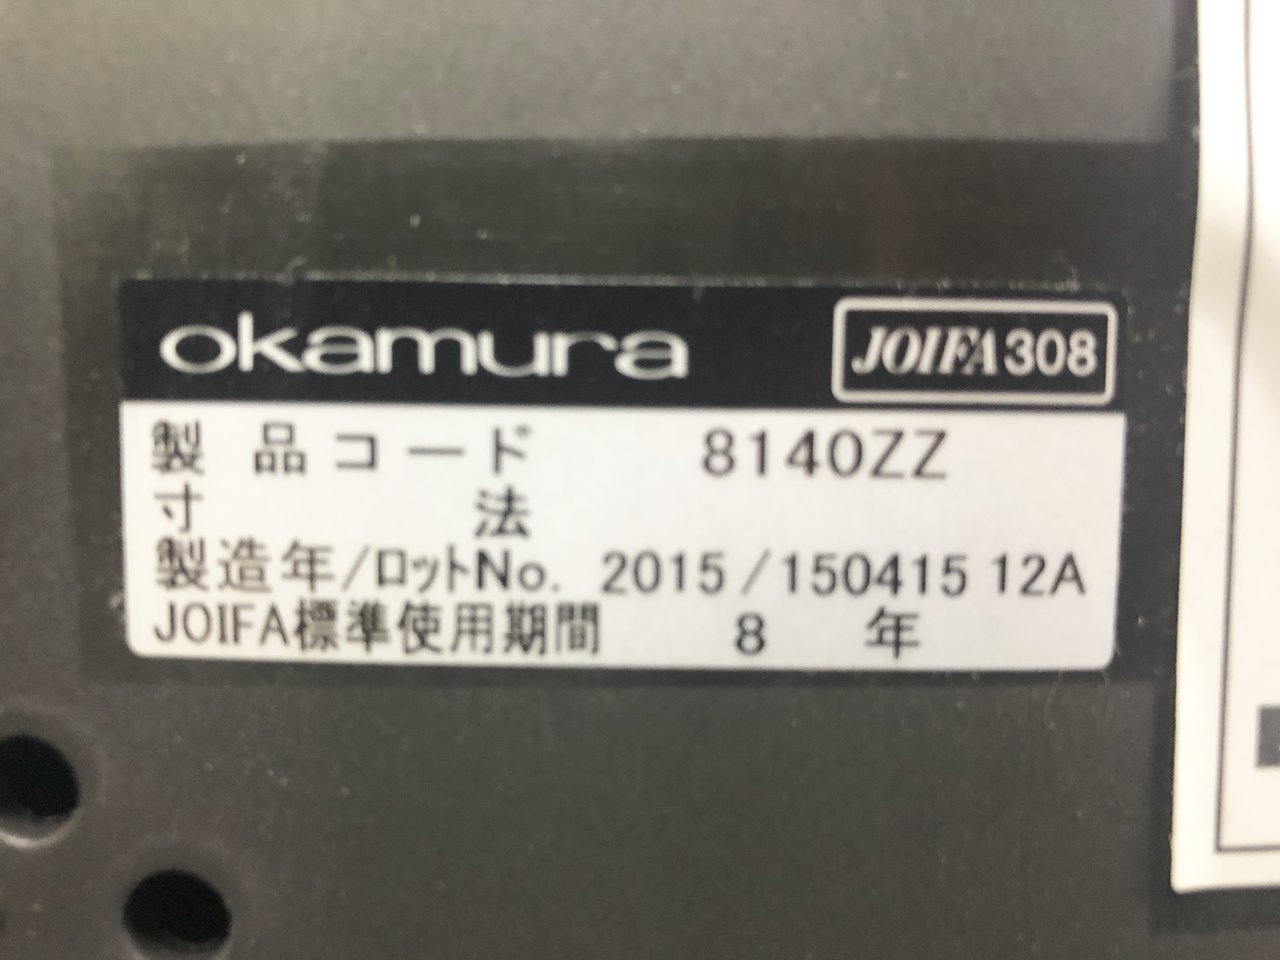 okamura JOIFA308
製品コード 8140ZZ
寸法
製造年/ロットNo. 2015/150415 12A
JOIFA標準使用期間 8 年